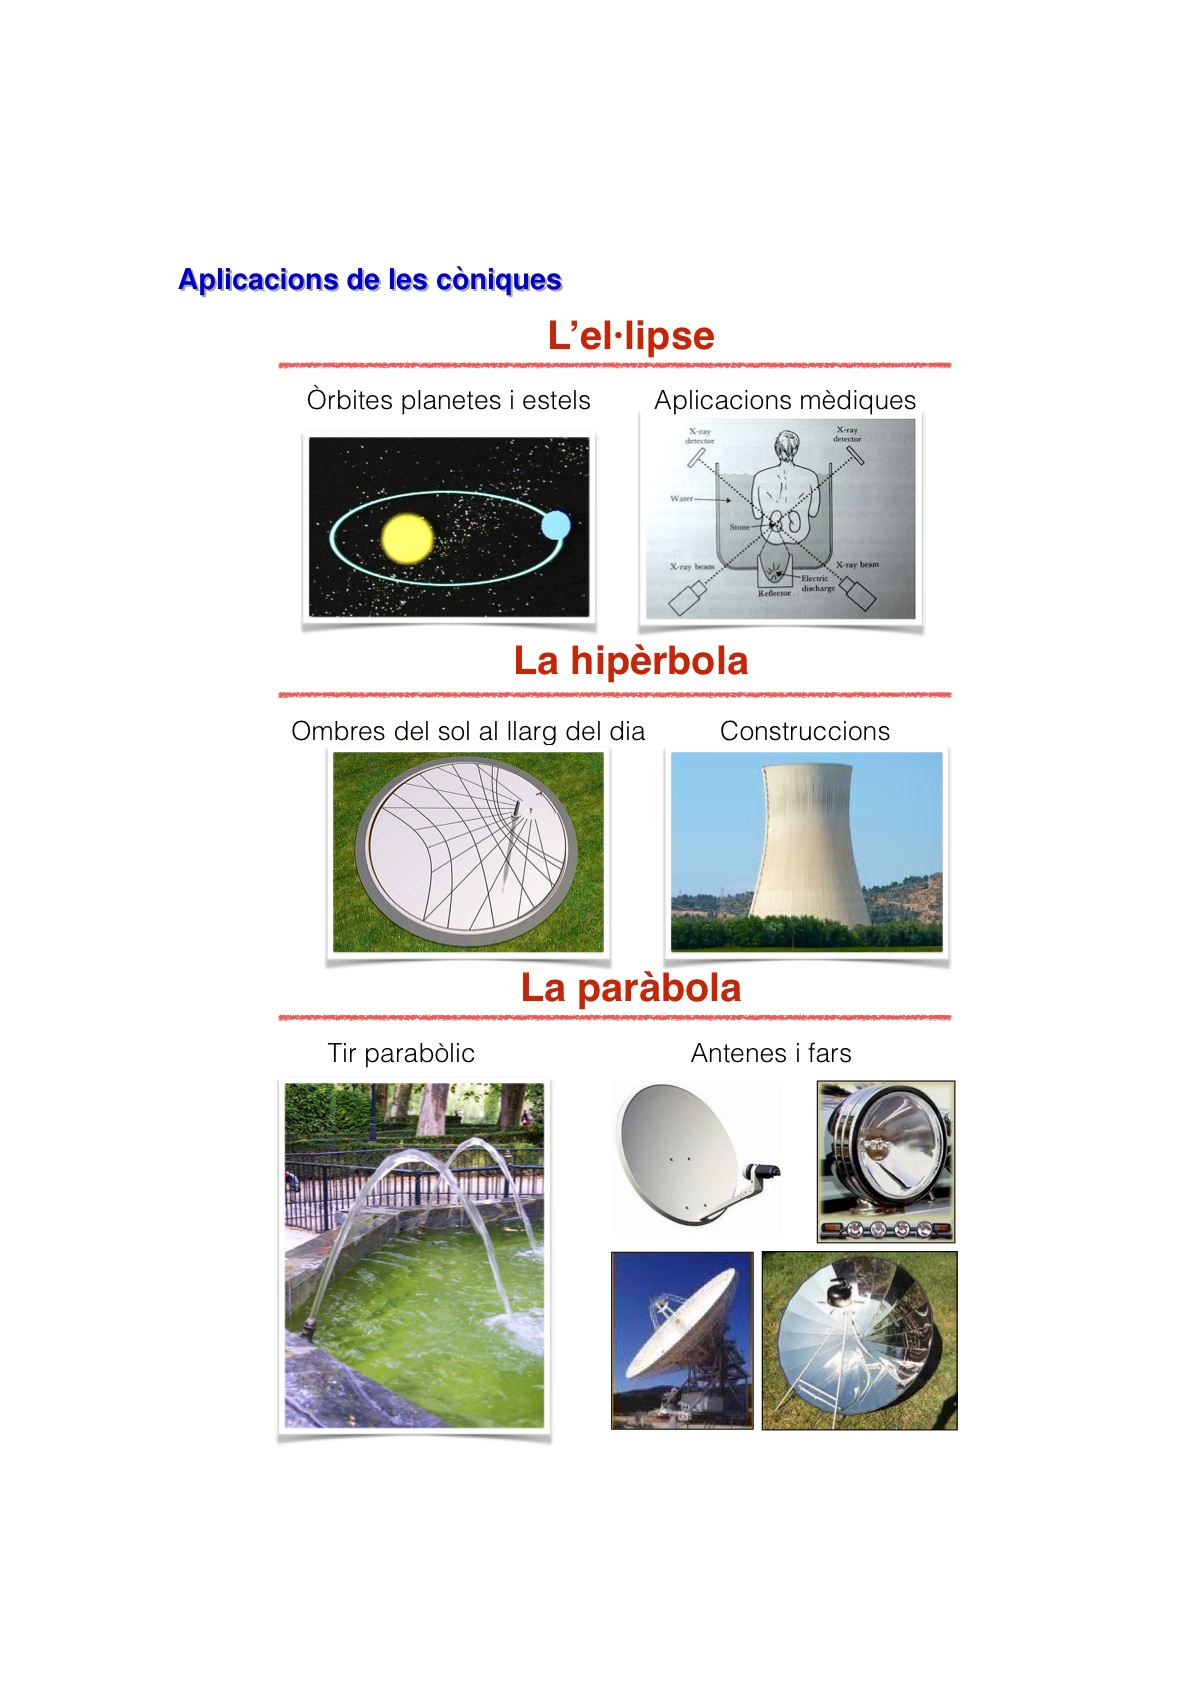 Aplicacions de les còniques
L’el·lipse
Òrbites planetes i estels
Aplicacions mèdiques
X-ray
detector
X-ray
detector
Water
Stone
X-ray beam
X-ray beam
Electric
discharge
Reflector
La hipèrbola
Ombres del sol al llarg del dia
Construccions
La paràbola
Tir parabòlic
Antenes i fars